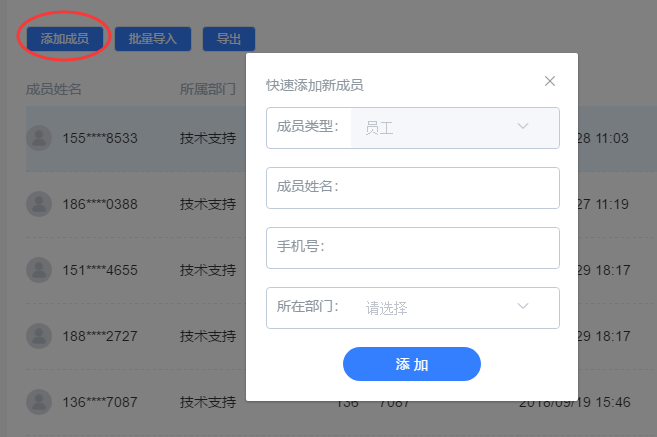 添加成员 批量导入 导出
成员姓名 所属部门
快速添加新成员
成员类型： 员工
成员姓名：
手机号：
所在部门： 请选择
添 加
155****8533 技术支持 28 11:03
186****0388 技术支持 27 11:19
151****4655 技术支持 29 18:17
188****2727 技术支持 29 18:17
136****7087 技术支持 136 7087 2018/09/19 15:46